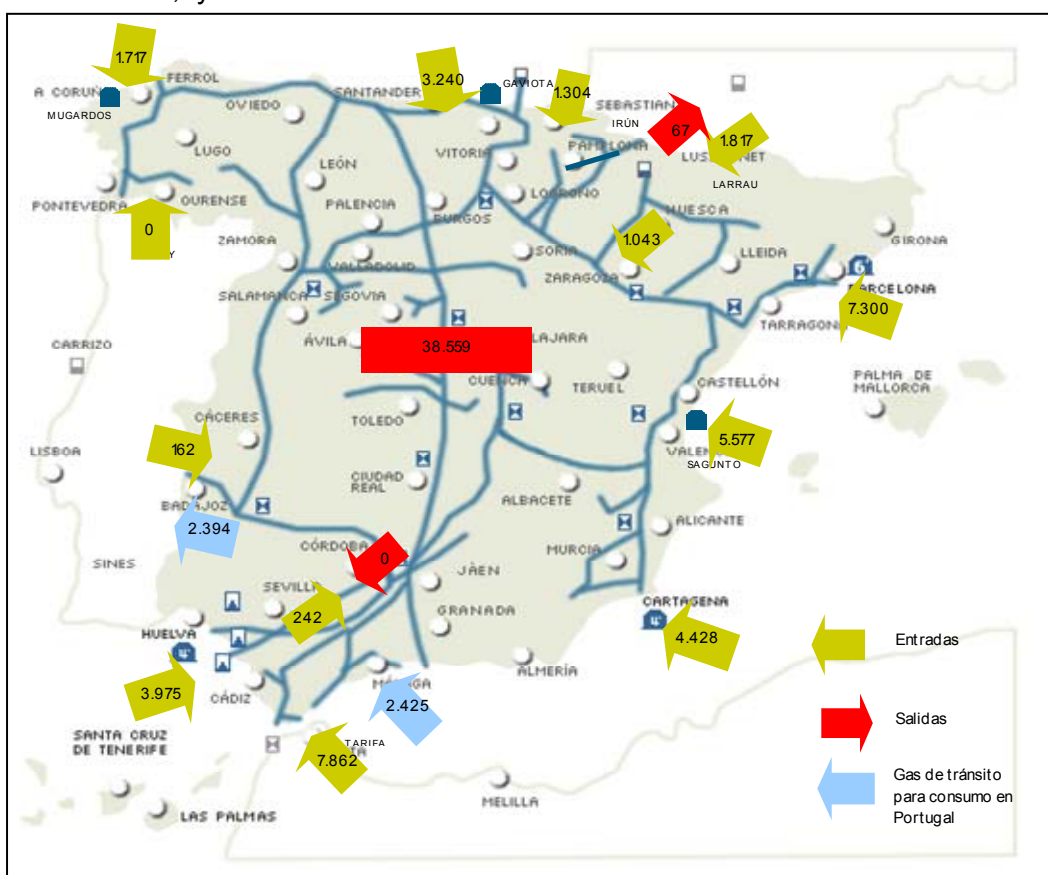 1.717
FERROL
3.240
GAVIOTA
1.304
SANTANDER
SEBASTIAN
A CORUÑ
MUGARDOS
OVIEDO
IRÚN
67
1.817
LUGO
VITORIA
PAMPLONA
LEÓN
LARRAU
PONTEVEDRA
OURENSE
PALENCIA
BURGOS
LOGROÑO
HUESCA
0
Y
ZAMORA
VALLADOLID
SORIA
1.043
LLEIDA
GIRONA
ZARAGOZA
SALAMANCA
SEGOVIA
BARCELONA
7.300
TARRAGONA
CARRIZO
ÁVILA
38.559
LAJARA
CUENCA
TERUEL
CASTELLÓN
PALMA DE
MALLORCA
CÁCERES
TOLEDO
162
LISBOA
5.577
SAGUNTO
CIUDAD
REAL
ALBACETE
BADAJOZ
2.394
ALICANTE
CÓRDOBA
0
MURCIA
SINES
JÁEN
SEVILL
242
GRANADA
CARTAGENA
HUELVA
4.428
Entradas
3.975
CÁDIZ
MÁLAGA
ALMERÍA
2.425
SANTA CRUZ
DE TENERIFE
TARIFA
7.862
Salidas
Gas de tránsito
para consumo en
Portugal
MELILLA
LAS PALMAS